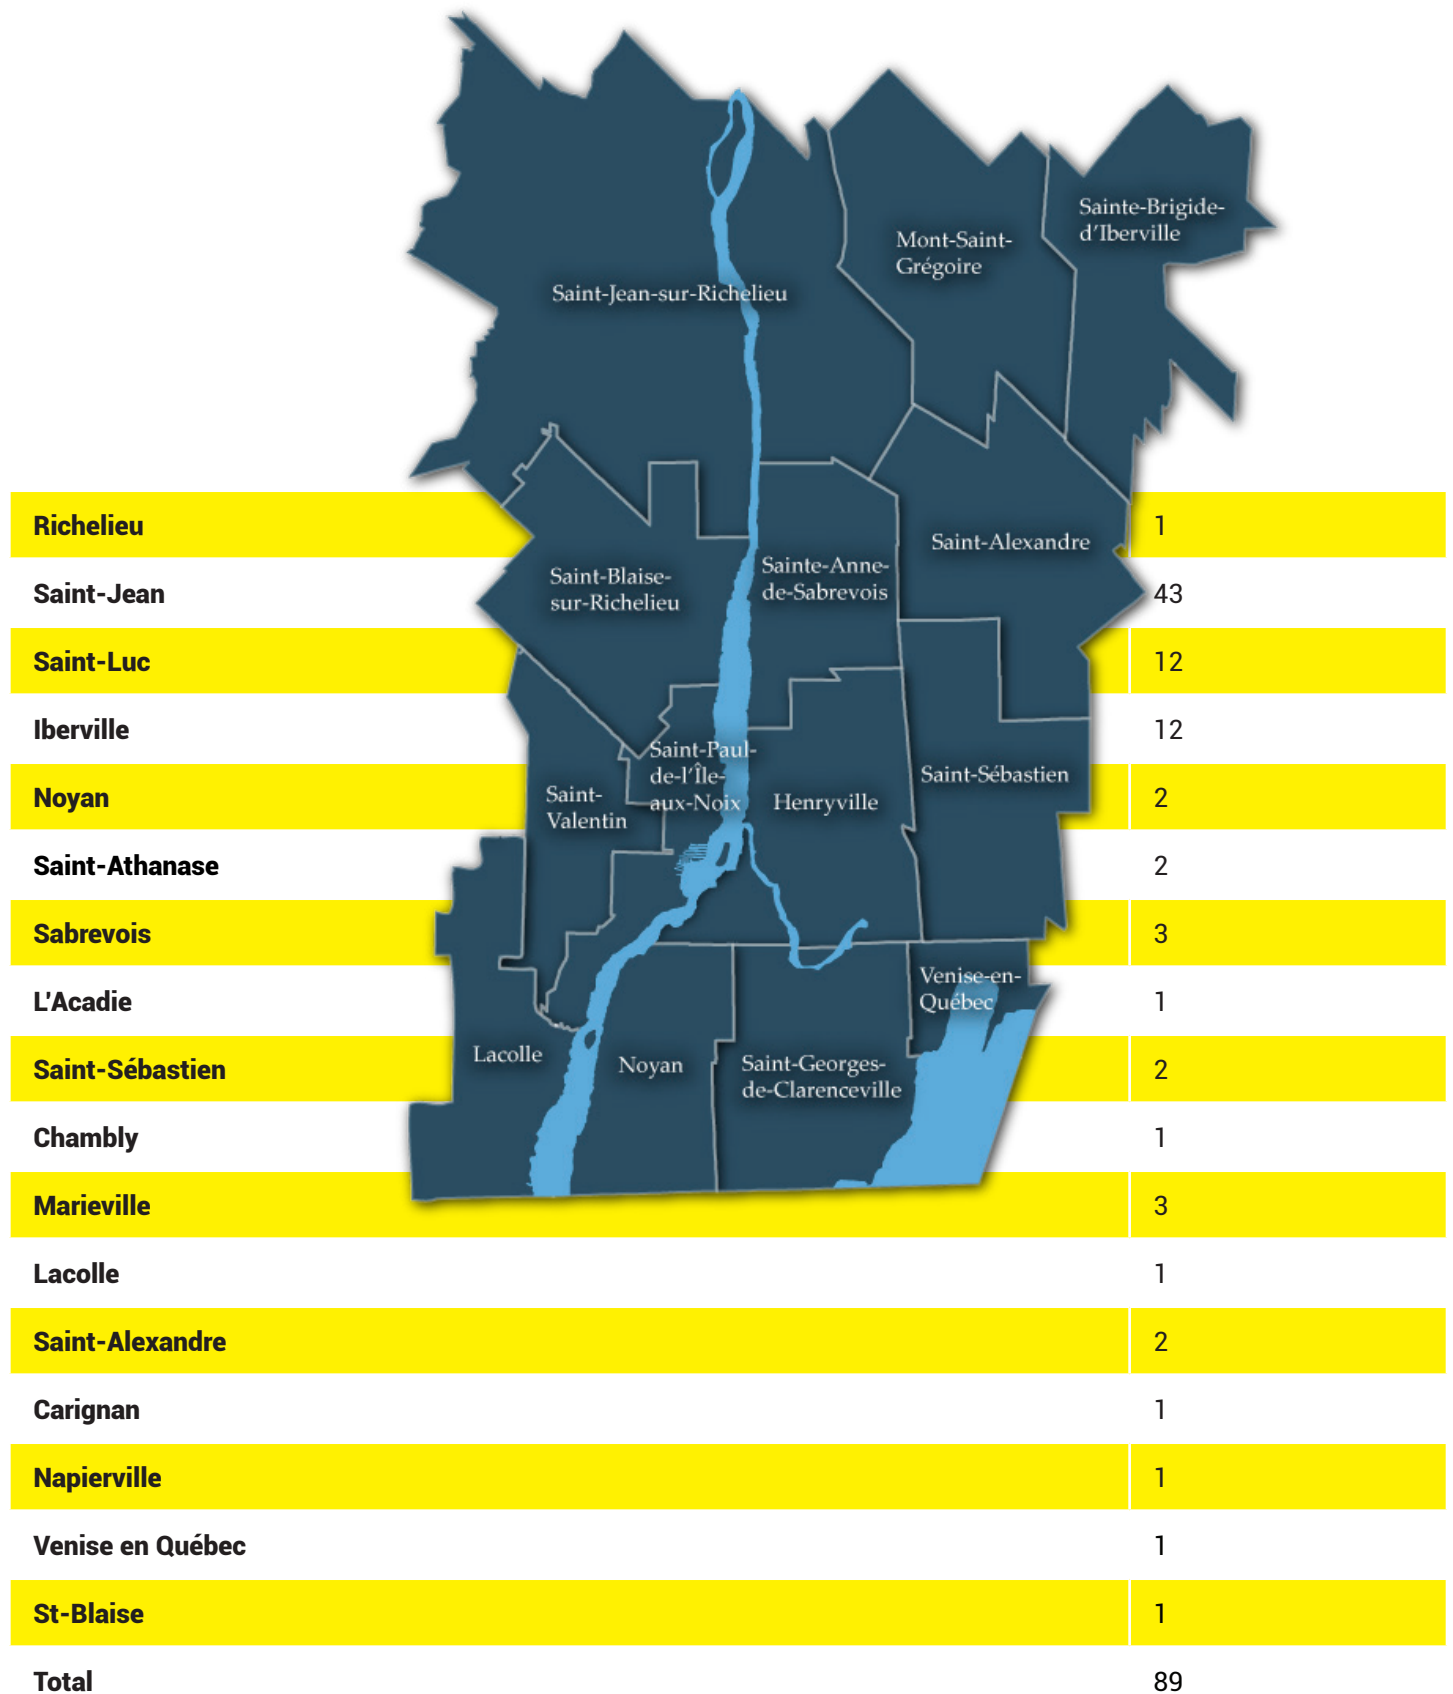 Sainte-Brigide-
d'Iberville
Mont-Saint-
Grégoire
Saint-Jean-sur-Richelieu
Saint-Alexandre
Sainte-Anne-
de-Sabrevois
Saint-Blaise-
sur-Richelieu
Saint-Paul-
de-l'Île-
aux-Noix
Saint-Sébastien
Saint-
Valentin
Henryville
Venise-en-
Québec
Lacolle
Noyan
Saint-Georges-
de-Clarenceville
Richelieu 1
Saint-Jean 43
Saint-Luc 12
Iberville 12
Noyan 2
Saint-Athanase 2
Sabrevois 3
L'Acadie 1
Saint-Sébastien 2
Chambly 1
Marieville 3
Lacolle 1
Saint-Alexandre 2
Carignan 1
Napierville 1
Venise en Québec 1
St-Blaise 1
Total 89